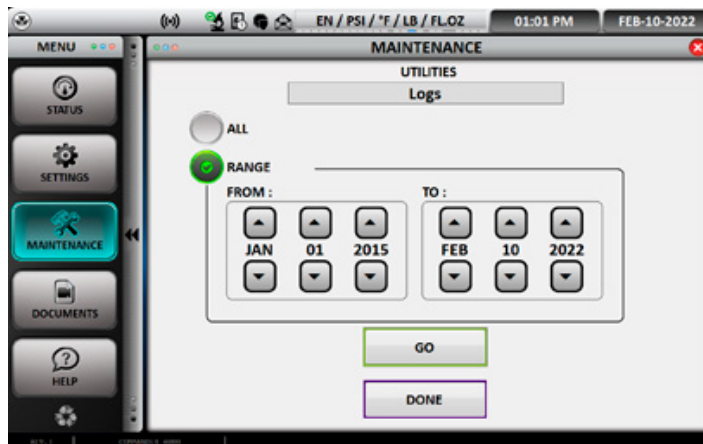 EN / PSI / °F / LB / FL.OZ
01:01 PM
FEB-10-2022
MENU
MAINTENANCE
STATUS
SETTINGS
MAINTENANCE
DOCUMENTS
HELP
UTILITIES
Logs
ALL
RANGE
FROM :
TO :
JAN 01 2015
FEB 10 2022
GO
DONE